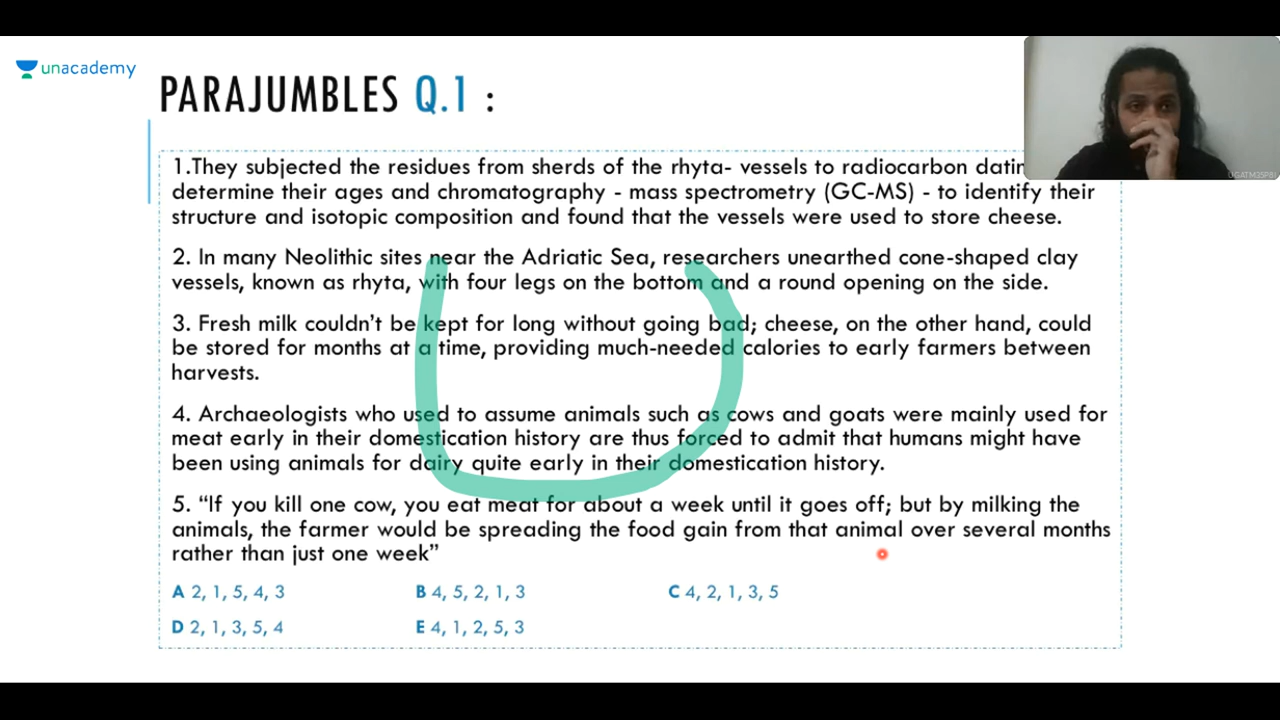 unacademy
PARAJUMBLES Q.1 :
1.They subjected the residues from sherds of the rhyta- vessels to radiocarbon
determine their ages and chromatography - mass spectrometry (GC-MS) - to identify their
structure and isotopic composition and found that the vessels were used to store cheese.
2. In many Neolithic sites near the Adriatic Sea, researchers unearthed cone-shaped clay
vessels, known as rhyta, with four legs on the bottom and a round opening on the side.
3. Fresh milk couldn't be kept for long without going bad; cheese, on the other hand, could
be stored for months at a time, providing much-needed calories to early farmers between
harvests.
4. Archaeologists who used to assume animals such as cows and goats were mainly used for
meat early in their domestication history are thus forced to admit that humans might have
been using animals for dairy quite early in their domestication history.
5. “If you kill one cow, you eat meat for about a week until it goes off; but by milking the
animals, the farmer would be spreading the food gain from that animal over several months
rather than just one week”
A 2, 1, 5, 4, 3 B 4, 5, 2, 1, 3 C 4, 2, 1, 3, 5
D 2, 1, 3, 5, 4 E 4, 1, 2, 5, 3